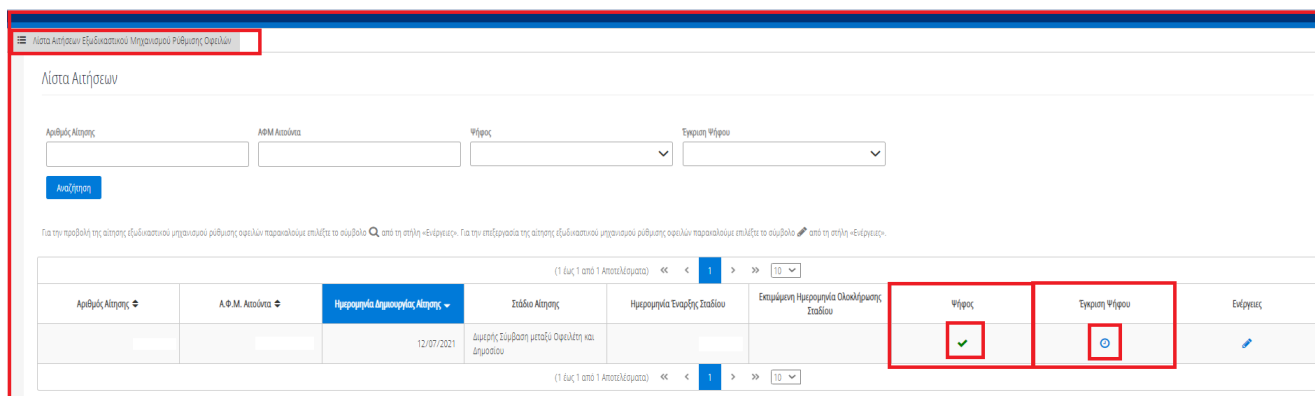 Λίστα Αιτήσεων Εξωδικαστικού Μηχανισμού Ρύθμισης Οφειλών
Λίστα Αιτήσεων
Αριθμός Αίτησης ΑΦΜ Αιτούντα Ψήφος Έγκριση Ψήφου
Αναζήτηση
Για την προβολή της αίτησης εξωδικαστικού μηχανισμού ρύθμισης οφειλών παρακαλούμε επιλέξτε το σύμβολο από τη στήλη «Ενέργειες». Για την επεξεργασία της αίτησης εξωδικαστικού μηχανισμού ρύθμισης οφειλών παρακαλούμε επιλέξτε το σύμβολο από τη στήλη «Ενέργειες».
(1 έως 1 από 1 Αποτελέσματα) 1 10
Αριθμός Αίτησης Α.Φ.Μ. Αιτούντα Ημερομηνία Δημιουργίας Αίτησης Στάδιο Αίτησης Ημερομηνία Έναρξης Σταδίου Εκτιμώμενη Ημερομηνία Ολοκλήρωσης Σταδίου Ψήφος Έγκριση Ψήφου Ενέργειες
12/07/2021 Διμερής Σύμβαση μεταξύ Οφειλέτη και
Δημοσίου
(1 έως 1 από 1 Αποτελέσματα) 1 10